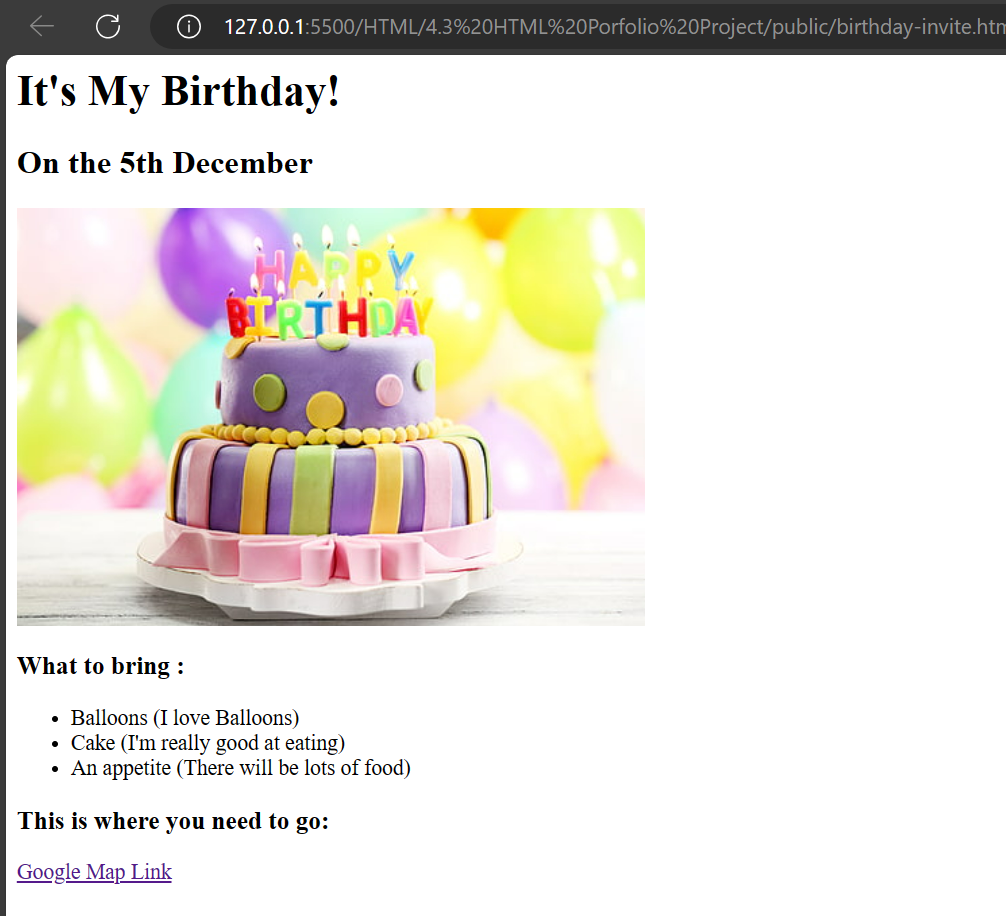 127.0.0.1:5500/HTML/4.3%20HTML%20Porfolio%20Project/public/birthday-invite.htm
It's My Birthday!
On the 5th December
HAPPY
BIRTHDAY
What to bring :
Balloons (I love Balloons)
Cake (I'm really good at eating)
An appetite (There will be lots of food)
This is where you need to go:
Google Map Link